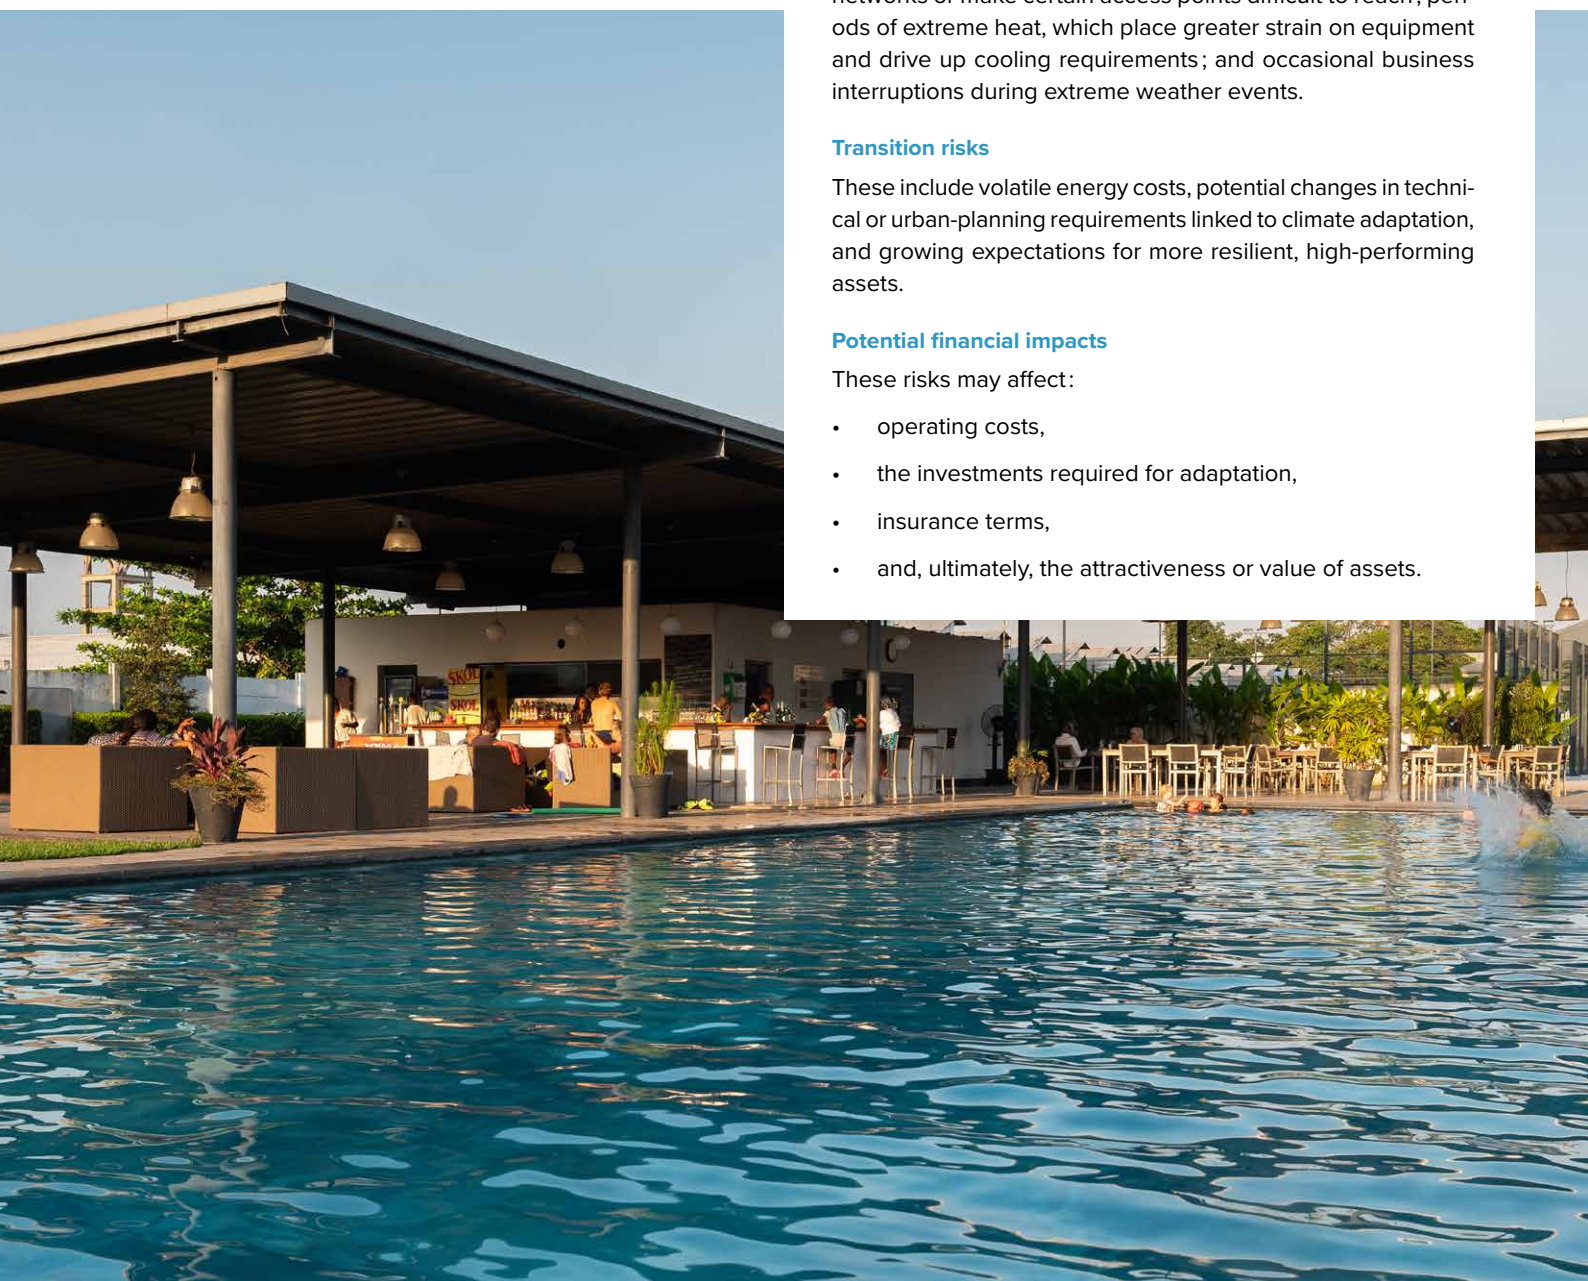 ods of extreme heat, which place greater strain on equipment
and drive up cooling requirements ; and occasional business
interruptions during extreme weather events.
Transition risks
These include volatile energy costs, potential changes in techni-
cal or urban-planning requirements linked to climate adaptation,
and growing expectations for more resilient, high-performing
assets.
Potential financial impacts
These risks may affect :
• operating costs,
• the investments required for adaptation,
• insurance terms,
• and, ultimately, the attractiveness or value of assets.
SKOL
SKOL